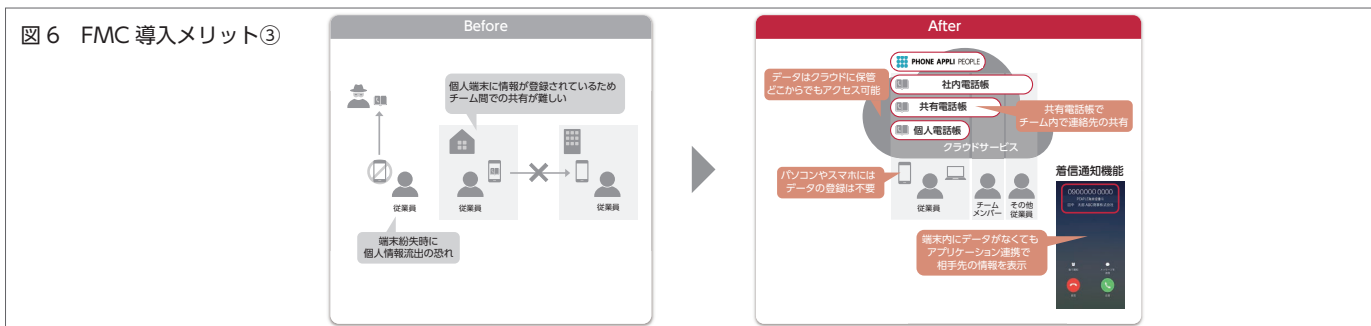 図6 FMC 導入メリット③
Before
個人端末に情報が登録されているため
チーム間での共有が難しい
従業員
従業員
従業員
端末紛失時に
個人情報流出の恐れ
After
PHONE APPLI PEOPLE
データはクラウドに保管
どこからでもアクセス可能
社内電話帳
共有電話帳
共有電話帳で
チーム内で連絡先の共有
個人電話帳
クラウドサービス
パソコンやスマホには
データの登録は不要
従業員
チーム
メンバー
その他
従業員
着信通知機能
0900000 0000
端末内にデータがなくても
アプリケーション連携で
相手先の情報を表示